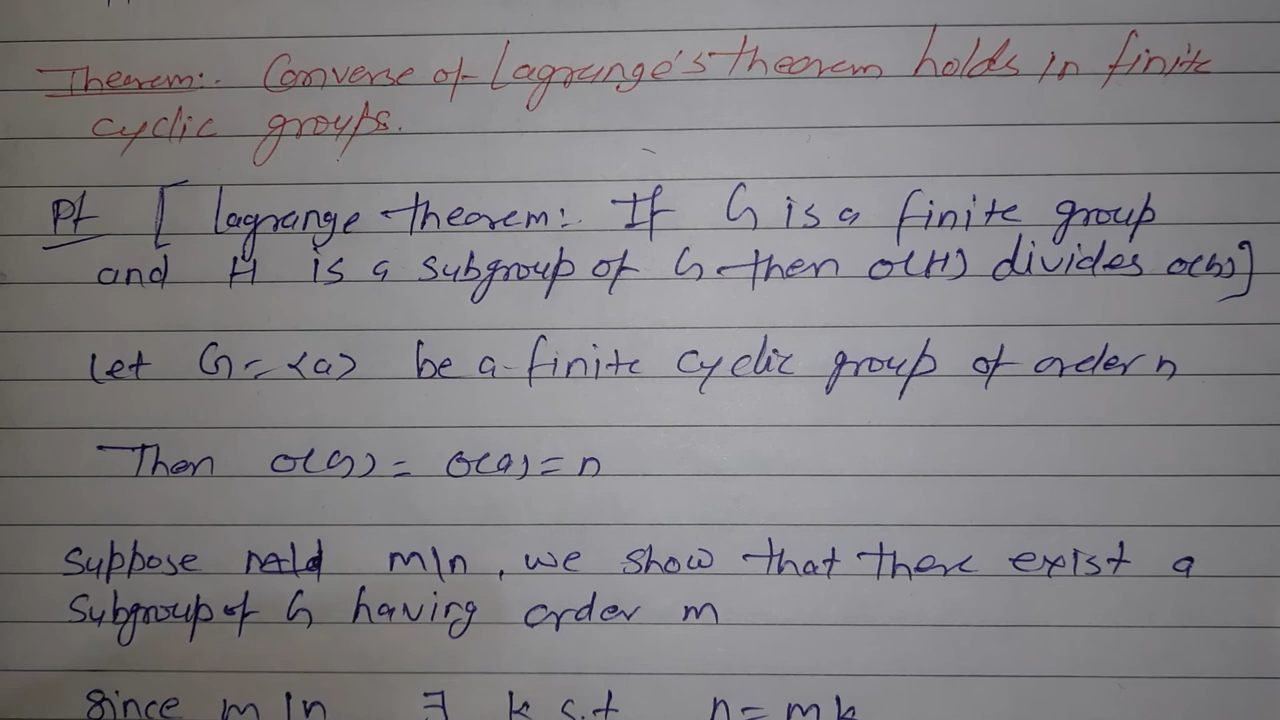 Theorem:- Converse of Lagrange's theorem holds in finite
cyclic groups.
Pf [ Lagrange theorem:- If G is a finite group
and H is a subgroup of G then o(H) divides o(G)]
Let G = <a> be a finite cyclic group of order n
Then o(G) = o(a) = n
Suppose m|n, we show that there exist a
Subgroup of G having order m
Since m|n ∃ k s.t n = mk